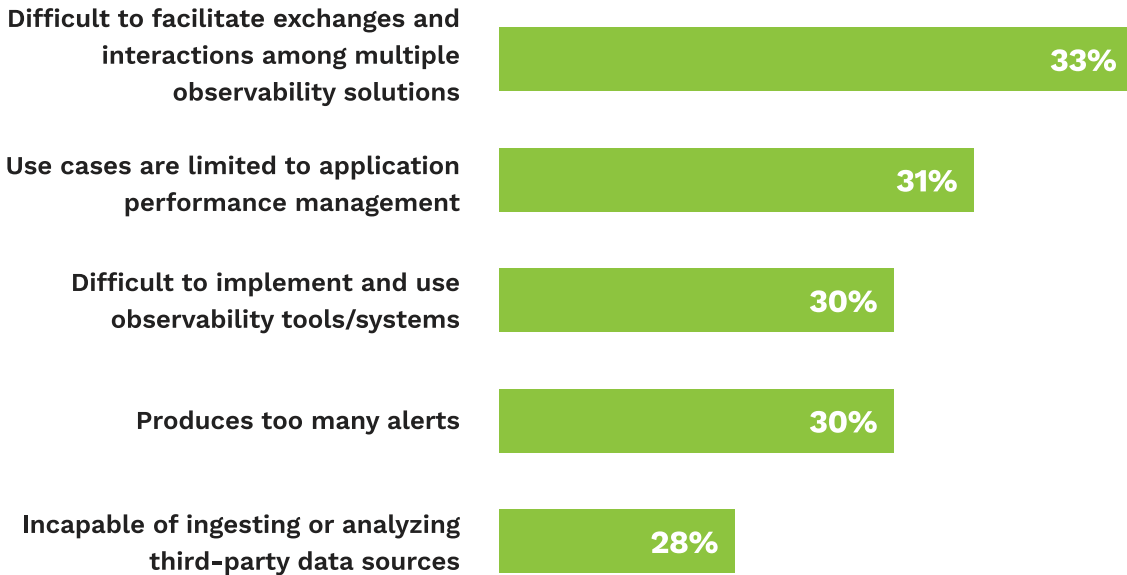 Difficult to facilitate exchanges and
interactions among multiple
observability solutions
33%
Use cases are limited to application
performance management
31%
Difficult to implement and use
observability tools/systems
30%
Produces too many alerts
30%
Incapable of ingesting or analyzing
third-party data sources
28%